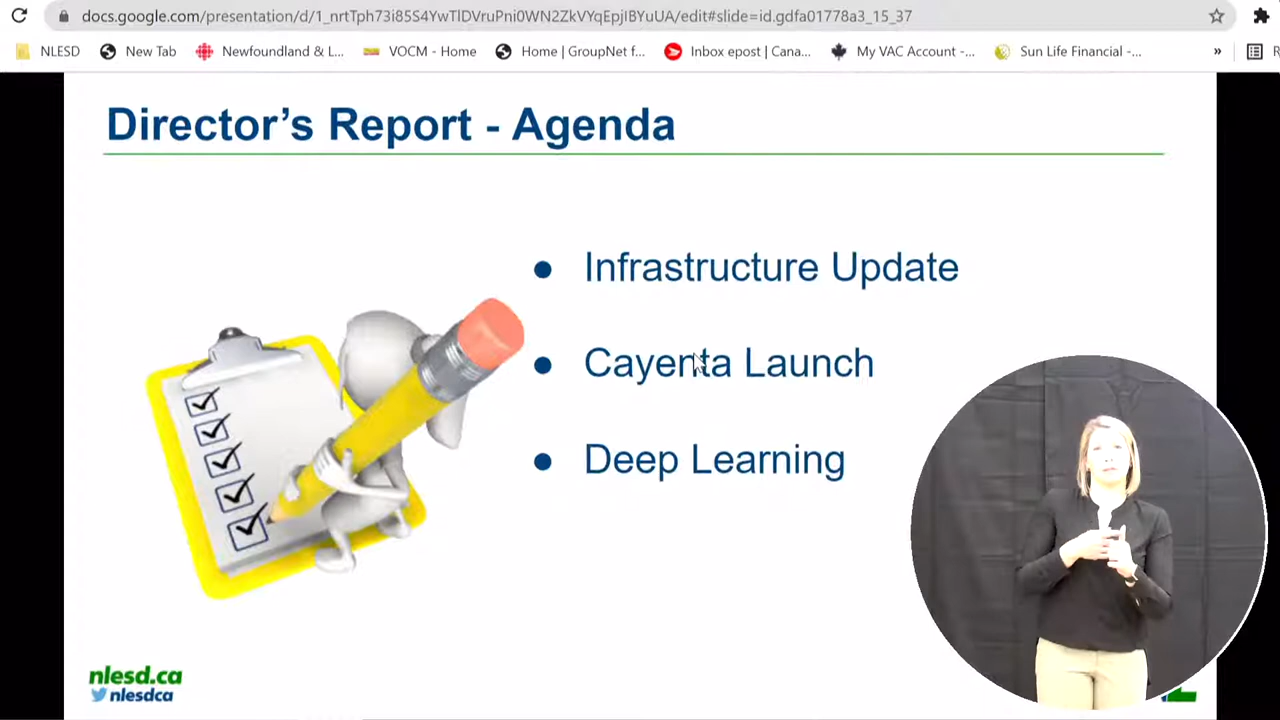 docs.google.com/presentation/d/1_nrtTph73i85S4YwTlDVruPni0WN2ZkVYqEpjIBYuUA/edit#slide=id.gdfa01778a3_15_37
NLESD New Tab Newfoundland & L... VOCM - Home Home | GroupNet f... Inbox epost | Cana... My VAC Account -... Sun Life Financial -... » R
Director’s Report - Agenda
● Infrastructure Update
● Cayenta Launch
● Deep Learning
nlesd.ca
nlesdca